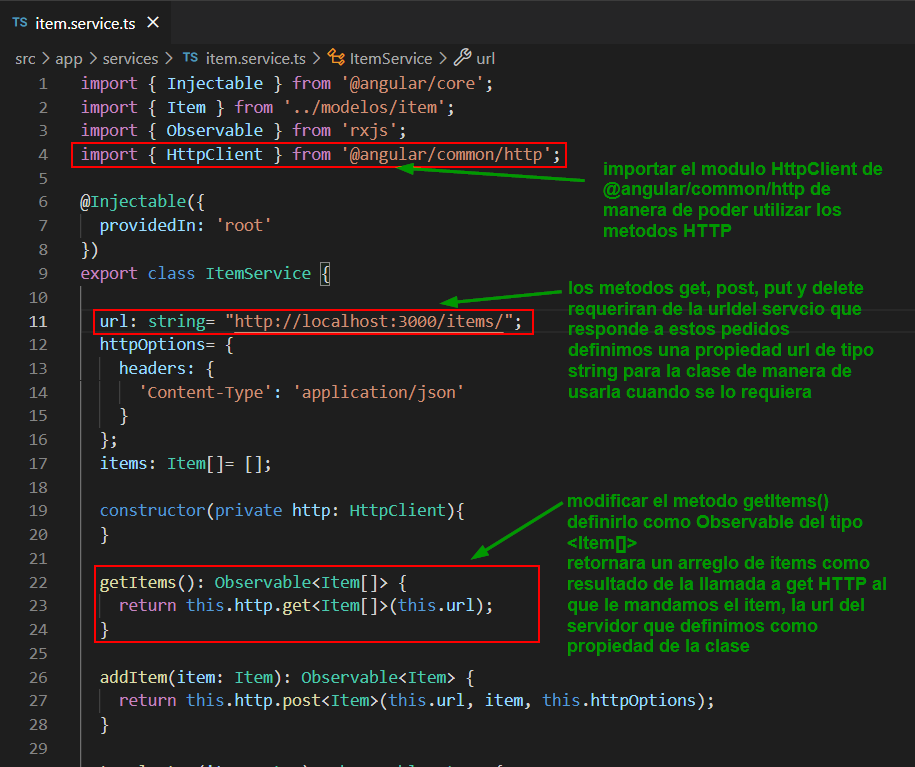 TS item.service.ts ×
src > app > services > TS item.service.ts > ItemService > url
1 import { Injectable } from '@angular/core';
2 import { Item } from '../modelos/item';
3 import { Observable } from 'rxjs';
4 import { HttpClient } from '@angular/common/http';
5
6 @Injectable({
7 providedIn: 'root'
8 })
9 export class ItemService {
10
11 url: string= "http://localhost:3000/items/";
12 httpOptions= {
13 headers: {
14 'Content-Type': 'application/json'
15 }
16 };
17 items: Item[]= [];
18
19 constructor(private http: HttpClient){
20 }
21
22 getItems(): Observable<Item[]> {
23 return this.http.get<Item[]>(this.url);
24 }
25
26 addItem(item: Item): Observable<Item> {
27 return this.http.post<Item>(this.url, item, this.httpOptions);
28 }
29
importar el modulo HttpClient de
@angular/common/http de
manera de poder utilizar los
metodos HTTP
los metodos get, post, put y delete
requeriran de la urldel servcio que
responde a estos pedidos
definimos una propiedad url de tipo
string para la clase de manera de
usarla cuando se lo requiera
modificar el metodo getItems()
definirlo como Observable del tipo
<Item[]>
retornara un arreglo de items como
resultado de la llamada a get HTTP al
que le mandamos el item, la url del
servidor que definimos como
propiedad de la clase